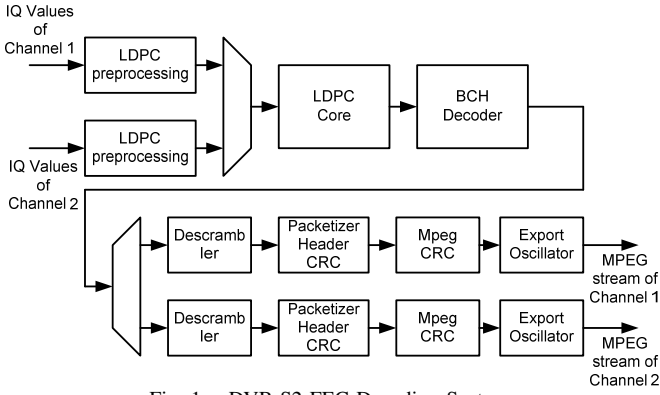 IQ Values
of
Channel 1
LDPC
preprocessing
LDPC
preprocessing
IQ Values
of
Channel 2
LDPC
Core
BCH
Decoder
Descramb
ler
Packetizer
Header
CRC
Mpeg
CRC
Export
Oscillator
MPEG
stream of
Channel 1
Descramb
ler
Packetizer
Header
CRC
Mpeg
CRC
Export
Oscillator
MPEG
stream of
Channel 2